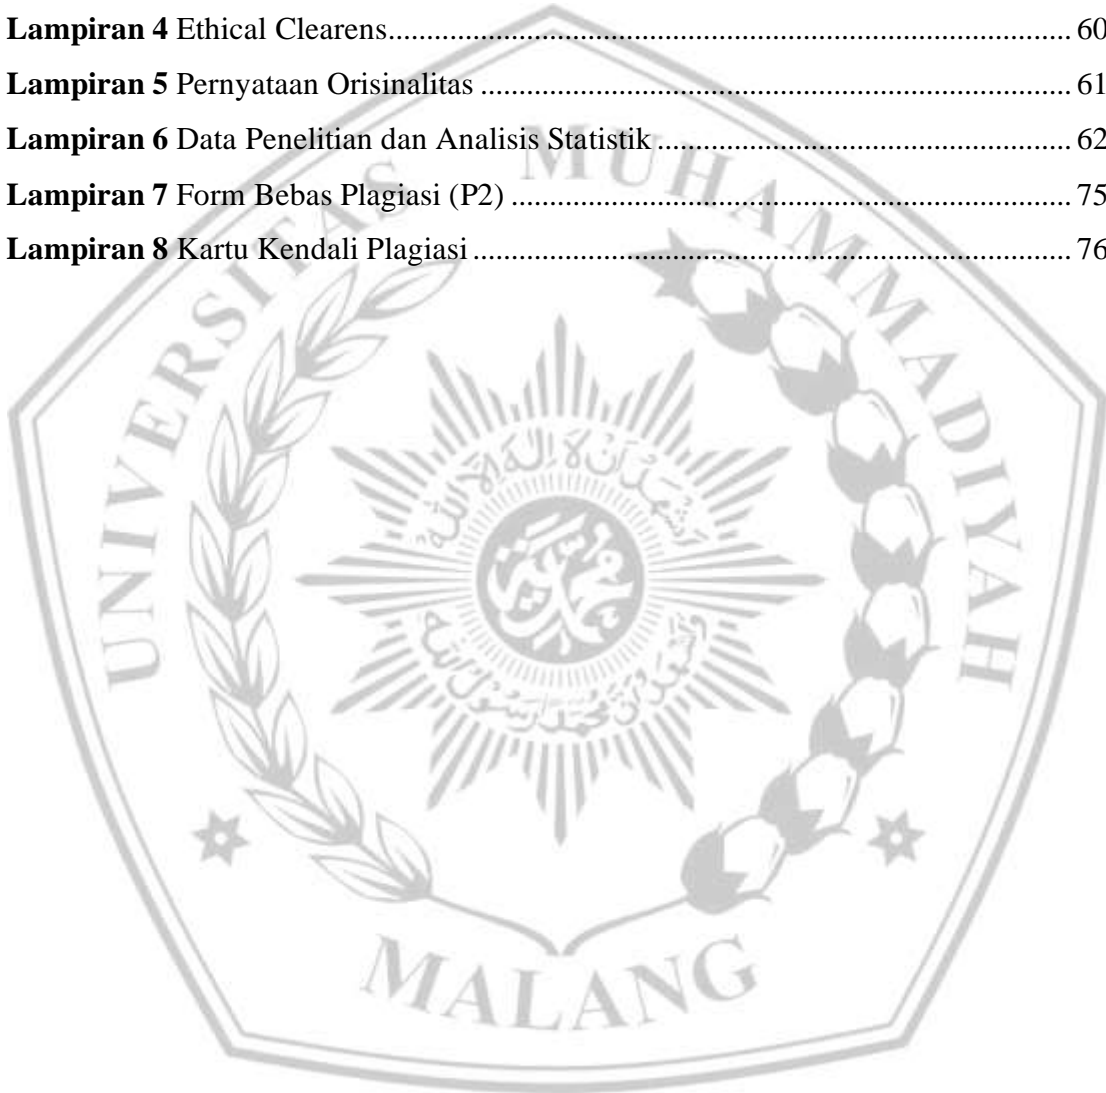 Lampiran 4 Ethical Clearens........................................................................................ 60
Lampiran 5 Pernyataan Orisinalitas ........................................................................... 61
Lampiran 6 Data Penelitian dan Analisis Statistik..................................................... 62
Lampiran 7 Form Bebas Plagiasi (P2) ....................................................................... 75
Lampiran 8 Kartu Kendali Plagiasi ............................................................................ 76
UNIVERSITAS MUHAMMADIYAH
MALANG